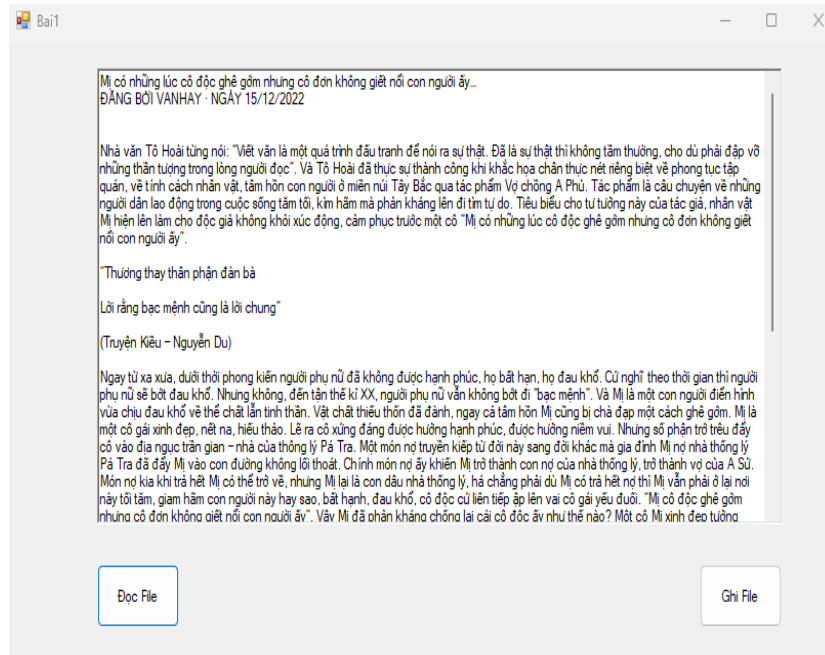 Bai1
Mị có những lúc cô độc ghê gớm nhưng cô đơn không giết nổi con người ấy...
ĐĂNG BỞI VANHAY · NGÀY 15/12/2022
Nhà văn Tô Hoài từng nói: "Viết văn là một quá trình đấu tranh để nói ra sự thật. Đã là sự thật thì không tầm thường, cho dù phải đập vỡ
những thần tượng trong lòng người đọc". Và Tô Hoài đã thực sự thành công khi khắc họa chân thực nét riêng biệt về phong tục tập
quán, về tính cách nhân vật, tâm hồn con người ở miền núi Tây Bắc qua tác phẩm Vợ chồng A Phủ. Tác phẩm là câu chuyện về những
người dân lao động trong cuộc sống tăm tối, kìm hãm mà phản kháng lên đi tìm tự do. Tiêu biểu cho tư tưởng này của tác giả, nhân vật
Mị hiện lên làm cho độc giả không khỏi xúc động, cảm phục trước một cô "Mị có những lúc cô độc ghê gớm nhưng cô đơn không giết
nổi con người ấy".
"Thương thay thân phận đàn bà
Lời rằng bạc mệnh cũng là lời chung"
(Truyện Kiều – Nguyễn Du)
Ngay từ xa xưa, dưới thời phong kiến người phụ nữ đã không được hạnh phúc, họ bất hạn, họ đau khổ. Cứ nghĩ theo thời gian thì người
phụ nữ sẽ bớt đau khổ. Nhưng không, đến tận thế kỉ XX, người phụ nữ vẫn không bớt đi "bạc mệnh". Và Mị là một con người điển hình
vừa chịu đau khổ về thể chất lẫn tinh thần. Vật chất thiếu thốn đã đành, ngay cả tâm hồn Mị cũng bị chà đạp một cách ghê gớm. Mị là
một cô gái xinh đẹp, nết na, hiếu thảo. Lẽ ra cô xứng đáng được hưởng hạnh phúc, được hưởng niềm vui. Nhưng số phận trớ trêu đẩy
cô vào địa ngục trần gian – nhà của thông lý Pá Tra. Một món nợ truyền kiếp từ đời này sang đời khác mà gia đình Mị nợ nhà thống lý
Pá Tra đã đẩy Mị vào con đường không lối thoát. Chính món nợ ấy khiến Mị trở thành con nợ của nhà thống lý, trở thành vợ của A Sử.
Món nợ kia khi trả hết Mị có thể trở về, nhưng Mị lại là con dâu nhà thống lý, há chẳng phải dù Mị có trả hết nợ thì Mị vẫn phải ở lại nơi
này tối tăm, giam hãm con người này hay sao, bất hạnh, đau khổ, cô độc cứ liên tiếp ập lên vai cô gái yếu đuối. "Mị cô độc ghê gớm
nhưng cô đơn không giết nổi con người ấy". Vậy Mị đã phản kháng chống lại cái cô độc ấy như thế nào? Một cô Mị xinh đẹp tưởng
Đọc File
Ghi File